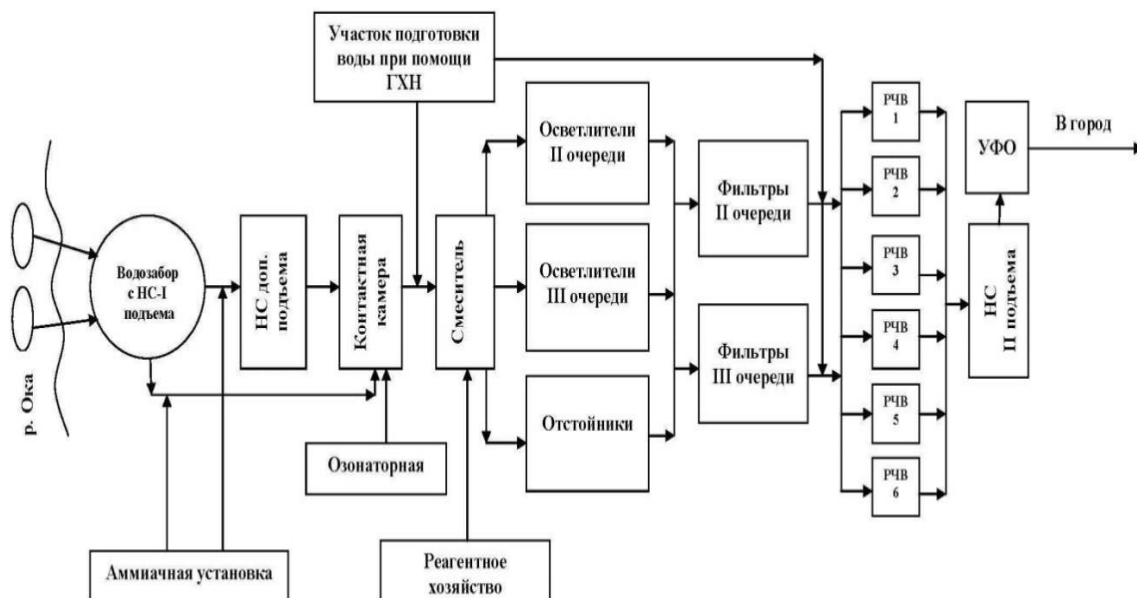 Участок подготовки
воды при помощи
ГХН
р. Ока
Водозабор
с НС-I
подъема
НС доп.
подъема
Контактная
камера
Смеситель
Осветлители
II очереди
Осветлители
III очереди
Отстойники
Фильтры
II очереди
Фильтры
III очереди
РЧВ
1
РЧВ
2
РЧВ
3
РЧВ
4
РЧВ
5
РЧВ
6
НС
II подъема
УФО
В город
Озонаторная
Аммиачная установка
Реагентное
хозяйство